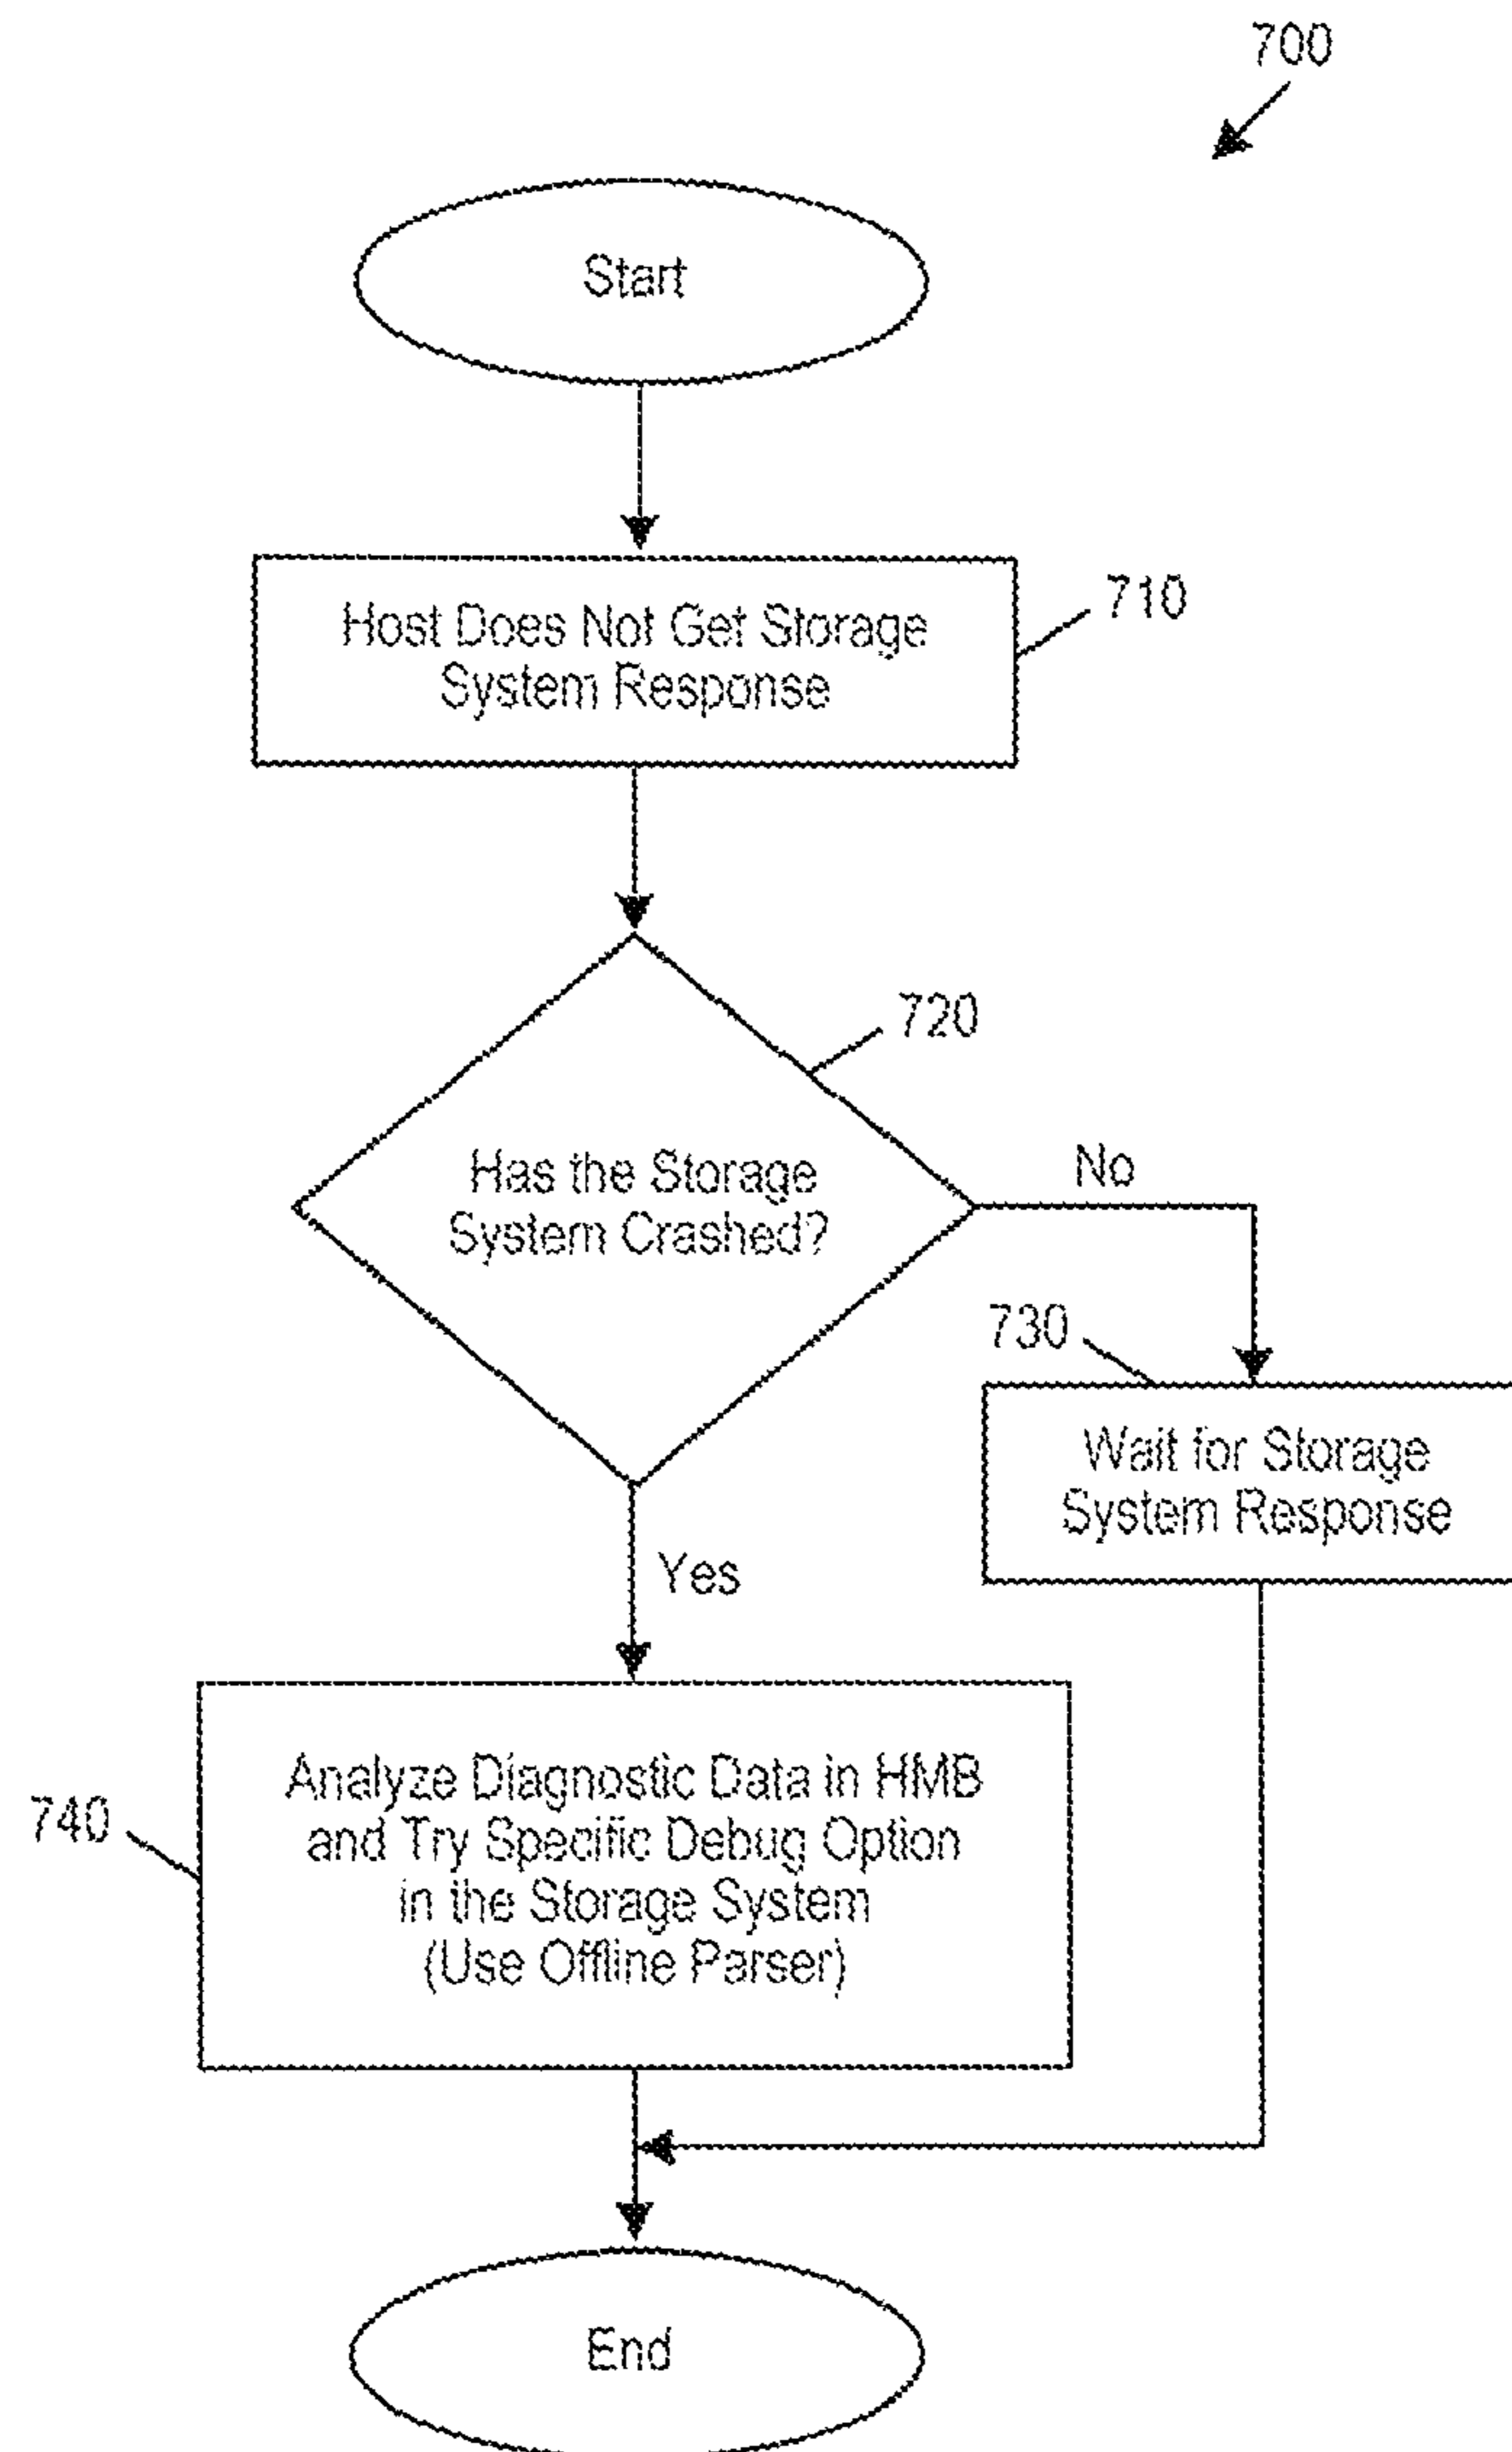 700
Start
Host Does Not Get Storage
System Response
710
720
Has the Storage
System Crashed?
No
730
Wait for Storage
System Response
Yes
740
Analyze Diagnostic Data in HMB
and Try Specific Debug Option
in the Storage System
(Use Offline Parser)
End